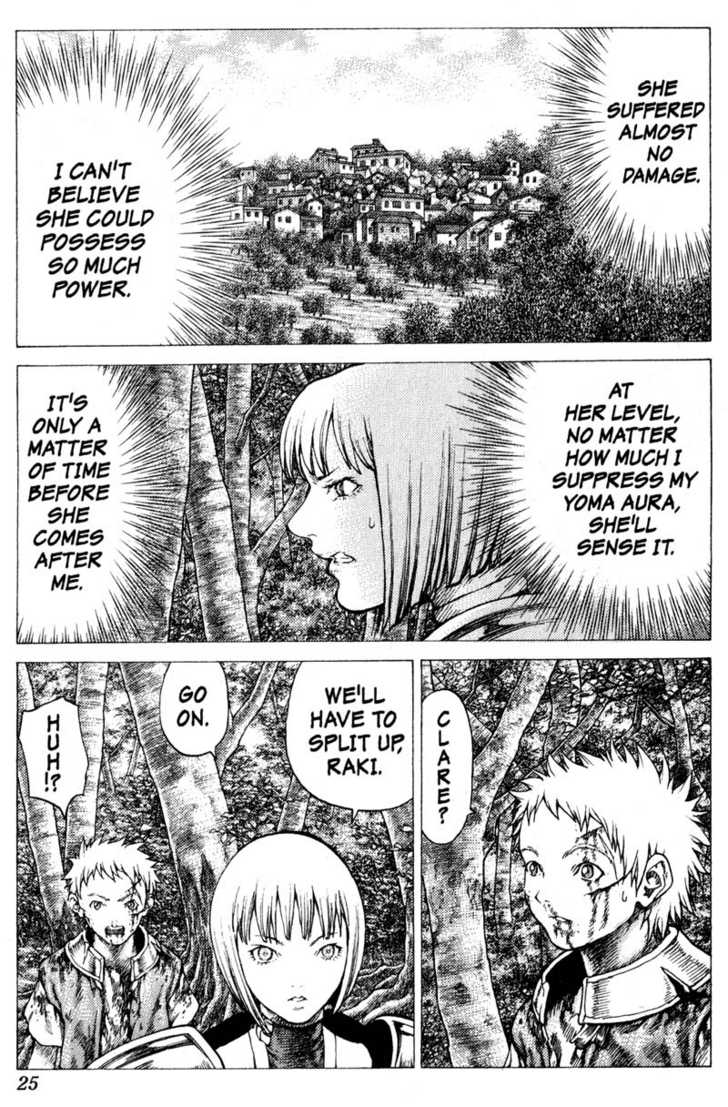 SHE
SUFFERED
ALMOST
NO
DAMAGE.
I CAN'T
BELIEVE
SHE COULD
POSSESS
SO MUCH
POWER.
AT
HER LEVEL,
NO MATTER
HOW MUCH I
SUPPRESS MY
YOMA AURA,
SHE'LL
SENSE IT.
IT'S
ONLY A
MATTER
OF TIME
BEFORE
SHE
COMES
AFTER
ME.
CLARE?
WE'LL
HAVE TO
SPLIT UP,
RAKI.
GO
ON.
HUH!?
25